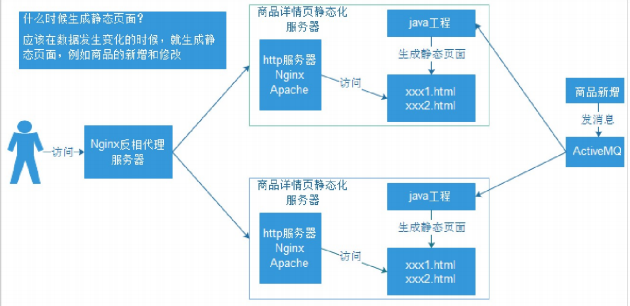 什么时候生成静态页面？
应该在数据发生变化的时候，就生成静
态页面，例如商品的新增和修改
商品详情页静态化
服务器
java工程
http服务器
Nginx
Apache
访问
生成静态页面
xxx1.html
xxx2.html
商品新增
发消息
ActiveMQ
访问
Nginx反相代理
服务器
商品详情页静态化
服务器
java工程
http服务器
Nginx
Apache
访问
生成静态页面
xxx1.html
xxx2.html